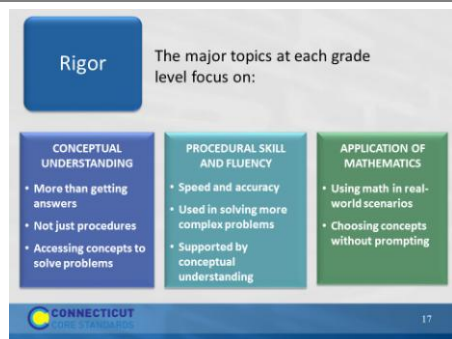 Rigor
The major topics at each grade
level focus on:
CONCEPTUAL
UNDERSTANDING
• More than getting
answers
• Not just procedures
• Accessing concepts to
solve problems
PROCEDURAL SKILL
AND FLUENCY
• Speed and accuracy
• Used in solving more
complex problems
• Supported by
conceptual
understanding
APPLICATION OF
MATHEMATICS
• Using math in real-
world scenarios
• Choosing concepts
without prompting
CONNECTICUT
CORE STANDARDS
17